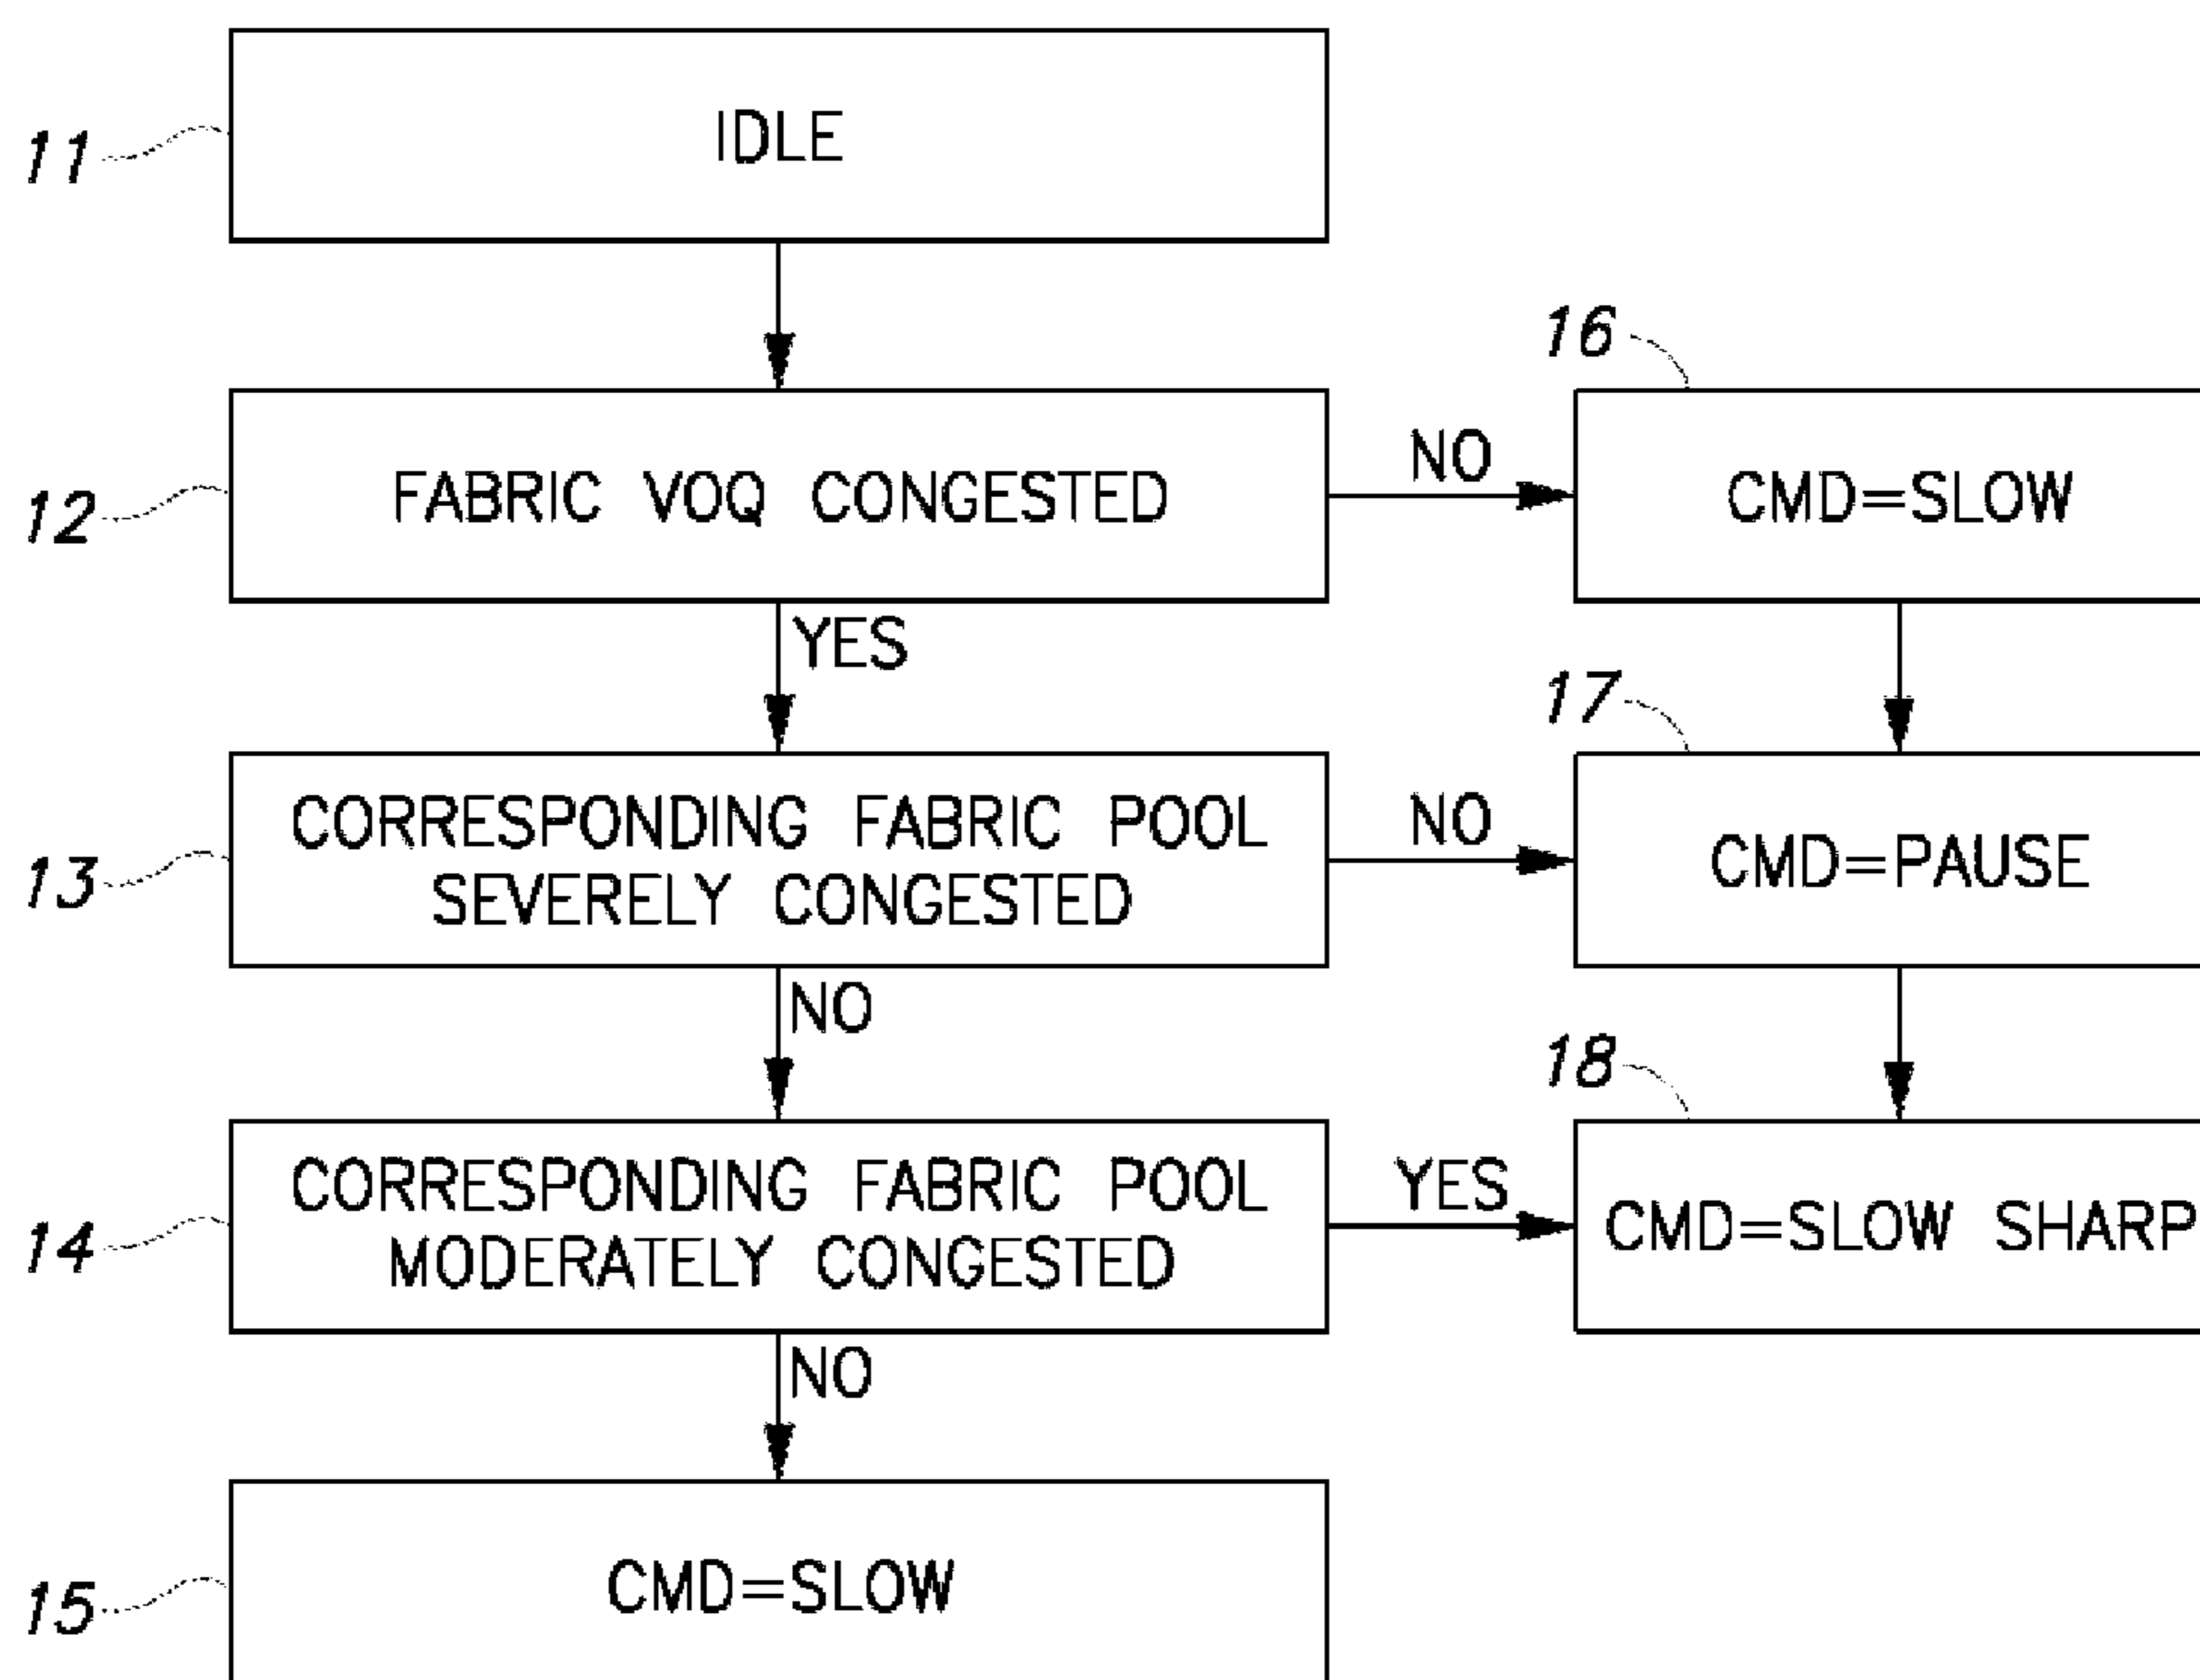 11
IDLE
16
12
FABRIC VOQ CONGESTED
NO
CMD=SLOW
YES
17
13
CORRESPONDING FABRIC POOL
SEVERELY CONGESTED
NO
CMD=PAUSE
NO
18
14
CORRESPONDING FABRIC POOL
MODERATELY CONGESTED
YES
CMD=SLOW SHARP
NO
15
CMD=SLOW